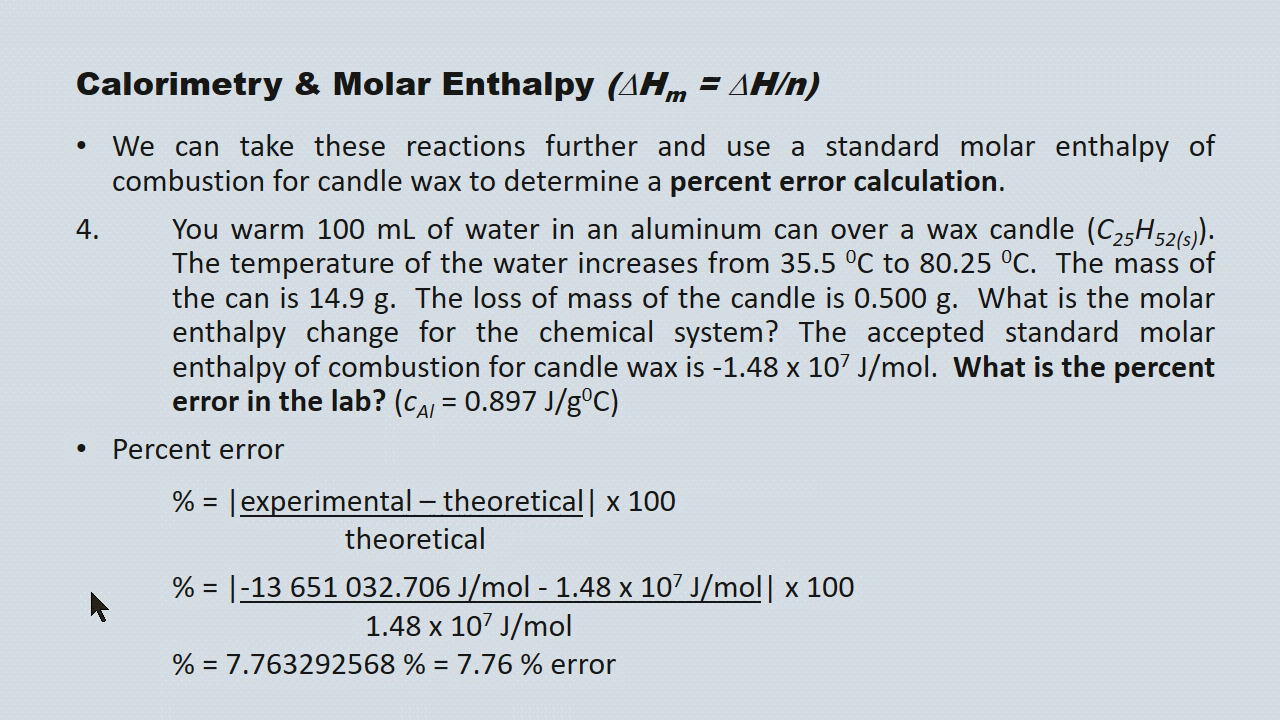 Calorimetry & Molar Enthalpy (ΔHₘ = ΔH/n)
• We can take these reactions further and use a standard molar enthalpy of
combustion for candle wax to determine a percent error calculation.
4. You warm 100 mL of water in an aluminum can over a wax candle (C₂₅H₅₂₍ₛ₎).
The temperature of the water increases from 35.5 ⁰C to 80.25 ⁰C. The mass of
the can is 14.9 g. The loss of mass of the candle is 0.500 g. What is the molar
enthalpy change for the chemical system? The accepted standard molar
enthalpy of combustion for candle wax is -1.48 x 10⁷ J/mol. What is the percent
error in the lab? (c_Al = 0.897 J/g⁰C)
• Percent error
% = |experimental – theoretical| x 100
theoretical
% = |-13 651 032.706 J/mol - 1.48 x 10⁷ J/mol| x 100
1.48 x 10⁷ J/mol
% = 7.763292568 % = 7.76 % error